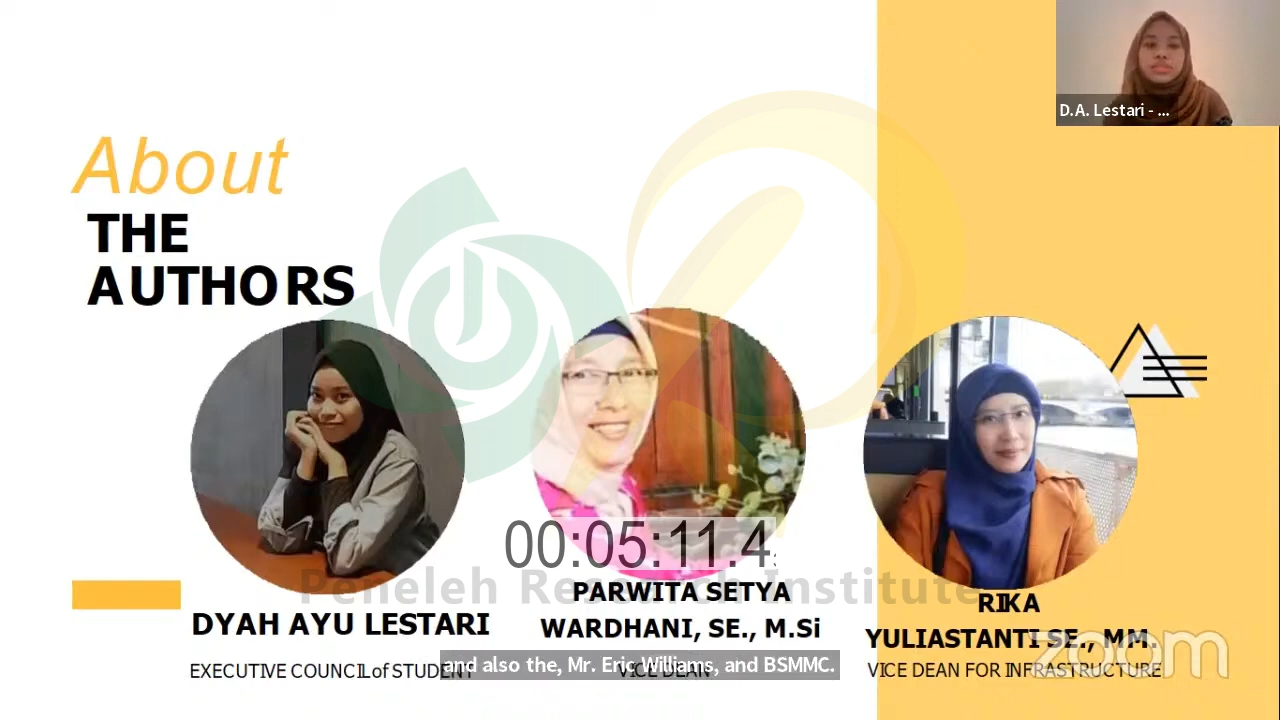 D.A. Lestari - ...
About
THE
AUTHORS
00:05:11.4
Peneleh Research Institute
DYAH AYU LESTARI
EXECUTIVE COUNCIL of STUDENT
PARWITA SETYA
WARDHANI, SE., M.Si
VICE DEAN
RIKA
YULIASTANTI SE., MM.
VICE DEAN FOR INFRASTRUCTURE
and also the, Mr. Eric Williams, and BSMMC.
zoom